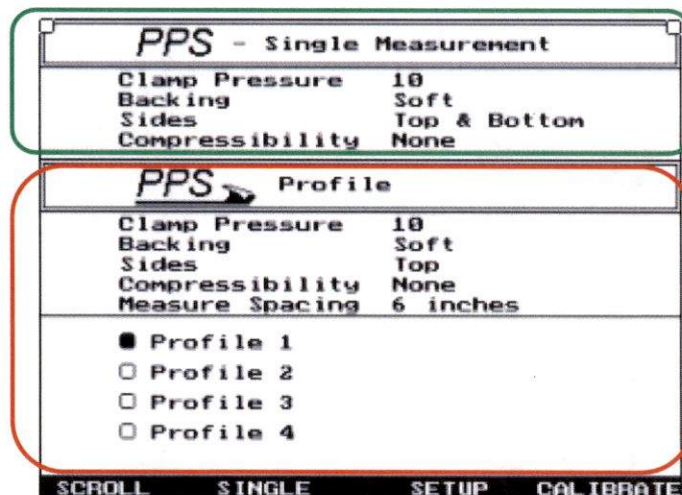 PPS - Single Measurement
Clamp Pressure 10
Backing Soft
Sides Top & Bottom
Compressibility None
PPS Profile
Clamp Pressure 10
Backing Soft
Sides Top
Compressibility None
Measure Spacing 6 inches
Profile 1
Profile 2
Profile 3
Profile 4
SCROLL SINGLE SETUP CALIBRATE